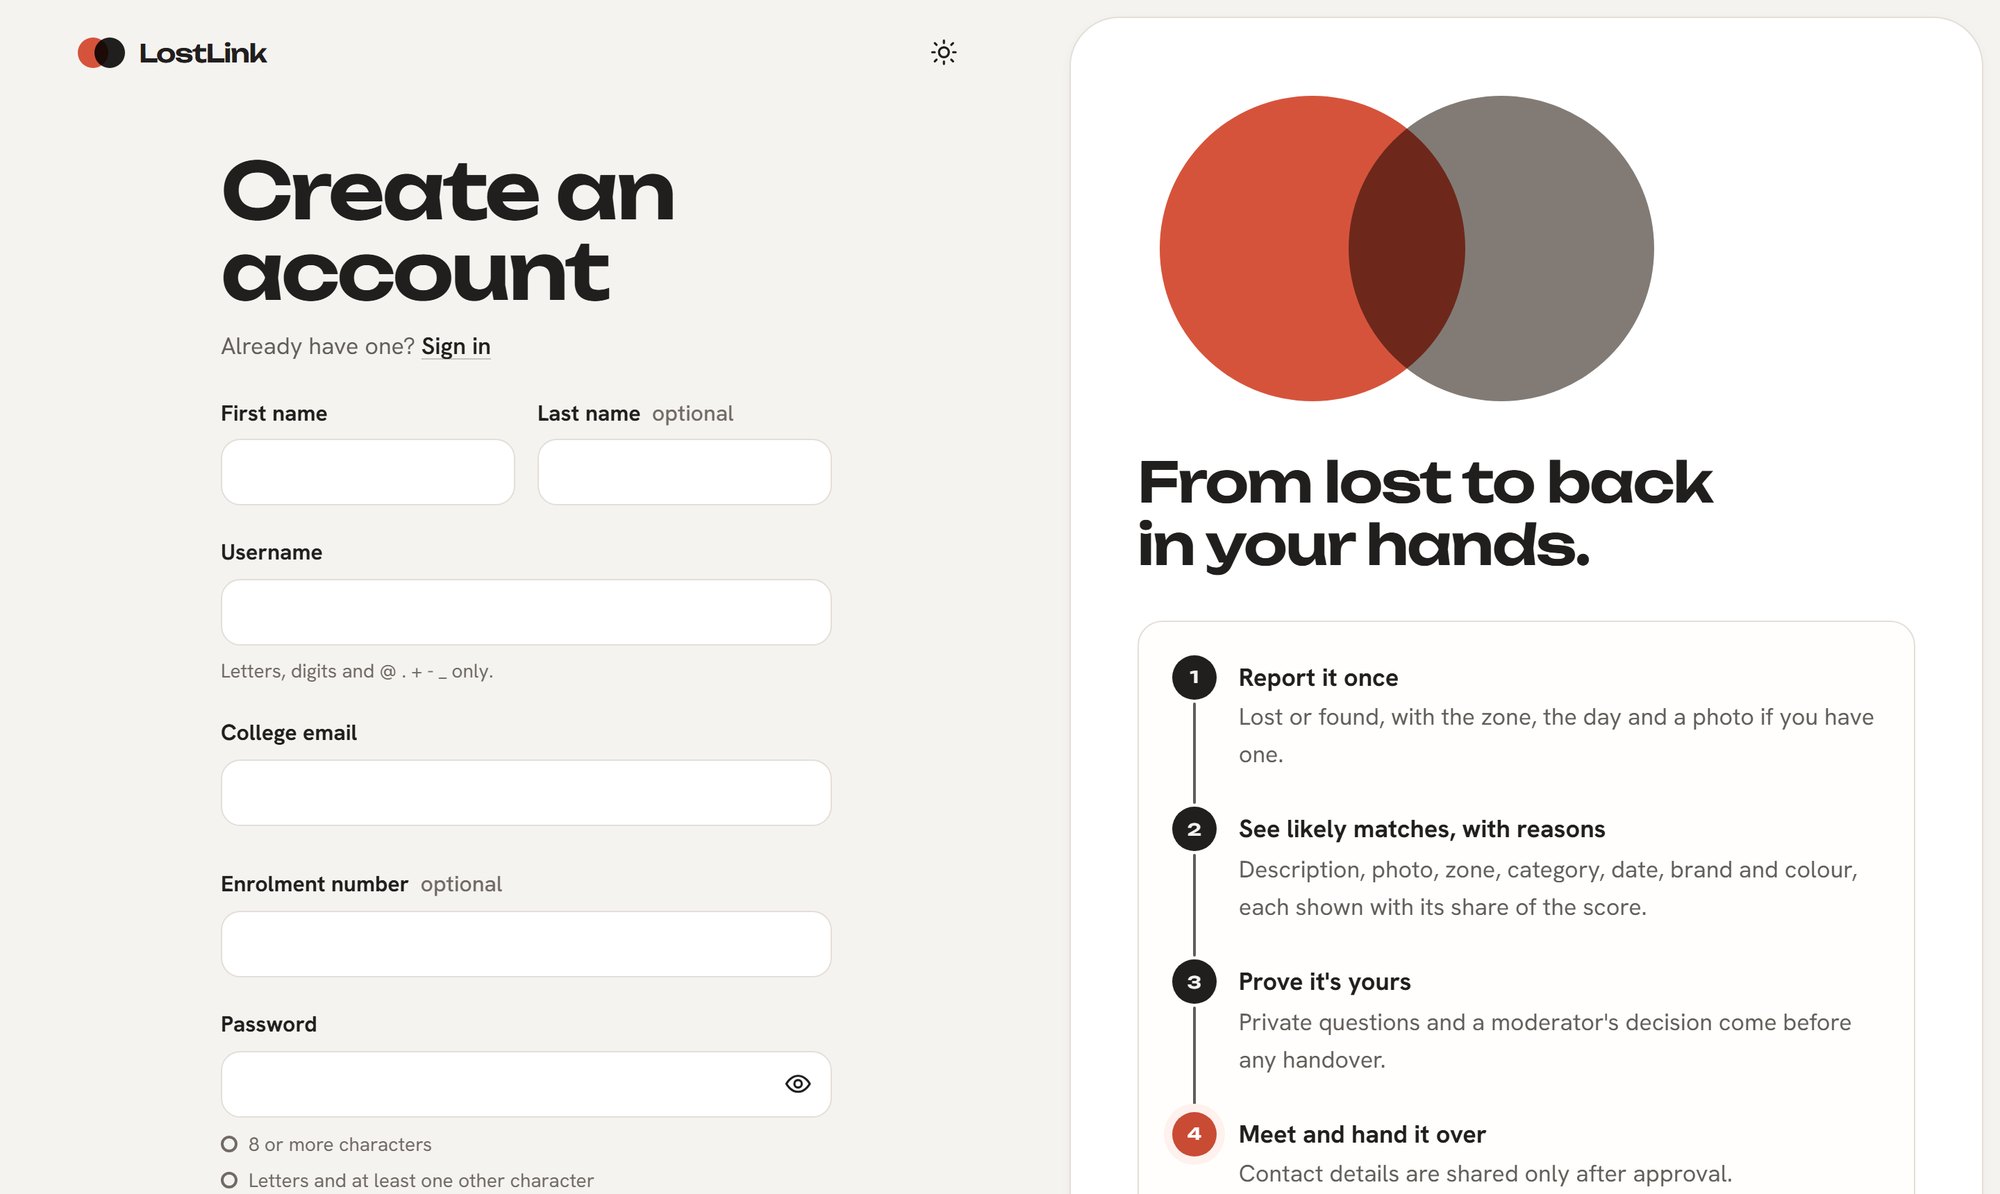 LostLink
Create an
account
Already have one? Sign in
First name
Last name optional
Username
Letters, digits and @ . + - _ only.
College email
Enrolment number optional
Password
8 or more characters
Letters and at least one other character
From lost to back
in your hands.
1
Report it once
Lost or found, with the zone, the day and a photo if you have
one.
2
See likely matches, with reasons
Description, photo, zone, category, date, brand and colour,
each shown with its share of the score.
3
Prove it's yours
Private questions and a moderator's decision come before
any handover.
4
Meet and hand it over
Contact details are shared only after approval.